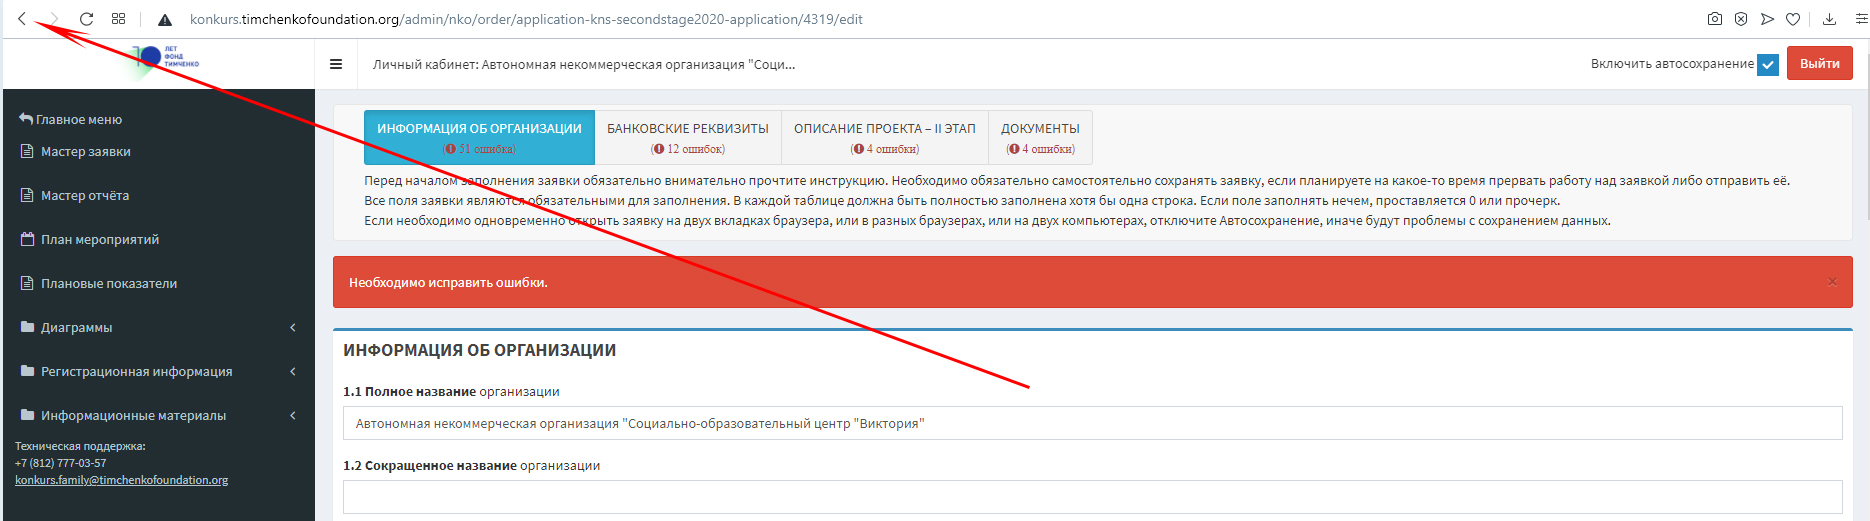 konkurs.timchenkofoundation.org/admin/nko/order/application-kns-secondstage2020-application/4319/edit
10 ЛЕТ
ФОНД
ТИМЧЕНКО
Личный кабинет: Автономная некоммерческая организация "Соци...
Включить автосохранение
Выйти
Главное меню
Мастер заявки
Мастер отчёта
План мероприятий
Плановые показатели
Диаграммы
Регистрационная информация
Информационные материалы
Техническая поддержка:
+7 (812) 777-03-57
konkurs.family@timchenkofoundation.org
ИНФОРМАЦИЯ ОБ ОРГАНИЗАЦИИ
(51 ошибка)
БАНКОВСКИЕ РЕКВИЗИТЫ
(12 ошибок)
ОПИСАНИЕ ПРОЕКТА – II ЭТАП
(4 ошибки)
ДОКУМЕНТЫ
(4 ошибки)
Перед началом заполнения заявки обязательно внимательно прочтите инструкцию. Необходимо обязательно самостоятельно сохранять заявку, если планируете на какое-то время прервать работу над заявкой либо отправить её.
Все поля заявки являются обязательными для заполнения. В каждой таблице должна быть полностью заполнена хотя бы одна строка. Если поле заполнять нечем, проставляется 0 или прочерк.
Если необходимо одновременно открыть заявку на двух вкладках браузера, или в разных браузерах, или на двух компьютерах, отключите Автосохранение, иначе будут проблемы с сохранением данных.
Необходимо исправить ошибки.
×
ИНФОРМАЦИЯ ОБ ОРГАНИЗАЦИИ
1.1 Полное название организации
Автономная некоммерческая организация "Социально-образовательный центр "Виктория"
1.2 Сокращенное название организации